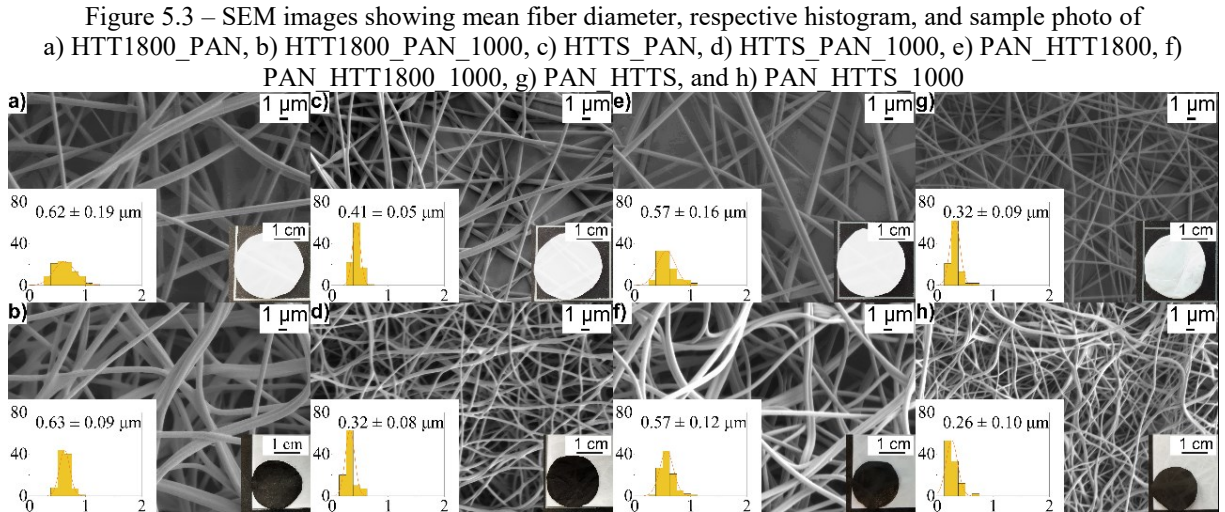 Figure 5.3 – SEM images showing mean fiber diameter, respective histogram, and sample photo of
a) HTT1800_PAN, b) HTT1800_PAN_1000, c) HTTS_PAN, d) HTTS_PAN_1000, e) PAN_HTT1800, f)
PAN_HTT1800_1000, g) PAN_HTTS, and h) PAN_HTTS_1000
a) 1 µm c) 1 µm e) 1 µm g) 1 µm
80 80 80 80
0.62 ± 0.19 µm 0.41 = 0.05 µm 0.57 ± 0.16 µm 0.32 ± 0.09 µm
1 cm 1 cm 1 cm 1 cm
40 40 40 40
0 0 0 0
0 1 2 0 1 2 0 1 2 0 1 2
b) 1 µm d) 1 µm f) 1 µm h) 1 µm
80 80 80 80
0.63 ± 0.09 µm 0.32 ± 0.08 µm 0.57 ± 0.12 µm 0.26 ± 0.10 µm
1 cm 1 cm 1 cm 1 cm
40 40 40 40
0 0 0 0
0 1 2 0 1 2 0 1 2 0 1 2